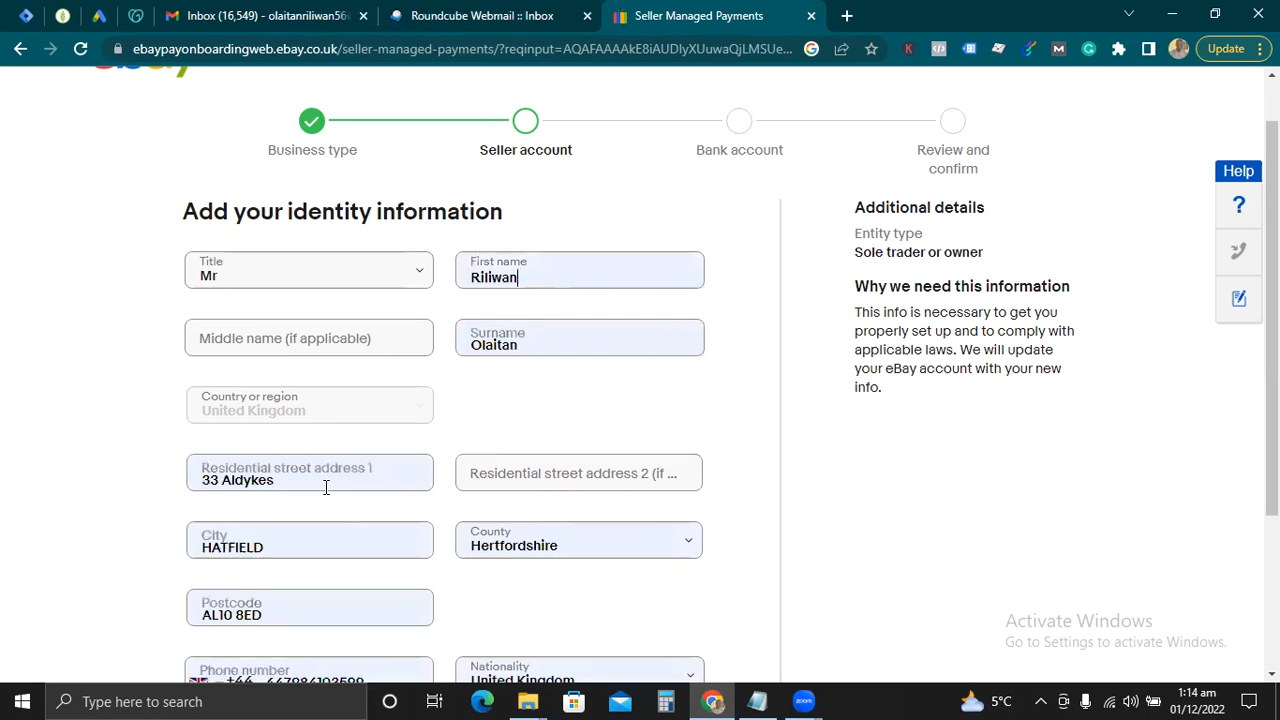 Inbox (16,549) - olaitanriliwan56
Roundcube Webmail :: Inbox
Seller Managed Payments
ebaypayonboardingweb.ebay.co.uk/seller-managed-payments/?reqinput=AQAFAAAAkE8iAUDIyXUuwaQjLMSUe...
Update
Business type
Seller account
Bank account
Review and
confirm
Help
Add your identity information
Title
Mr
First name
Riliwan
Middle name (if applicable)
Surname
Olaitan
Country or region
United Kingdom
Residential street address 1
33 Aldykes
Residential street address 2 (if ...
City
HATFIELD
County
Hertfordshire
Postcode
AL10 8ED
Phone number
Nationality
United Kingdom
Additional details
Entity type
Sole trader or owner
Why we need this information
This info is necessary to get you
properly set up and to comply with
applicable laws. We will update
your eBay account with your new
info.
Activate Windows
Go to Settings to activate Windows.
Type here to search
zoom
5°C
1:14 am
01/12/2022